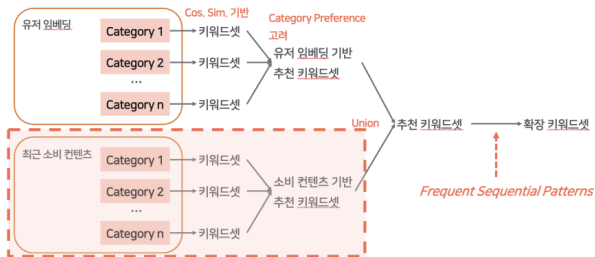 유저 임베딩
Cos, Sim, 기반
Category Preference
고려
Category 1
키워드셋
Category 2
키워드셋
...
Category n
키워드셋
유저 임베딩 기반
추천 키워드셋
Union
추천 키워드셋
확장 키워드셋
Frequent Sequential Patterns
최근 소비 컨텐츠
Category 1
키워드셋
Category 2
키워드셋
...
Category n
키워드셋
소비 컨텐츠 기반
추천 키워드셋